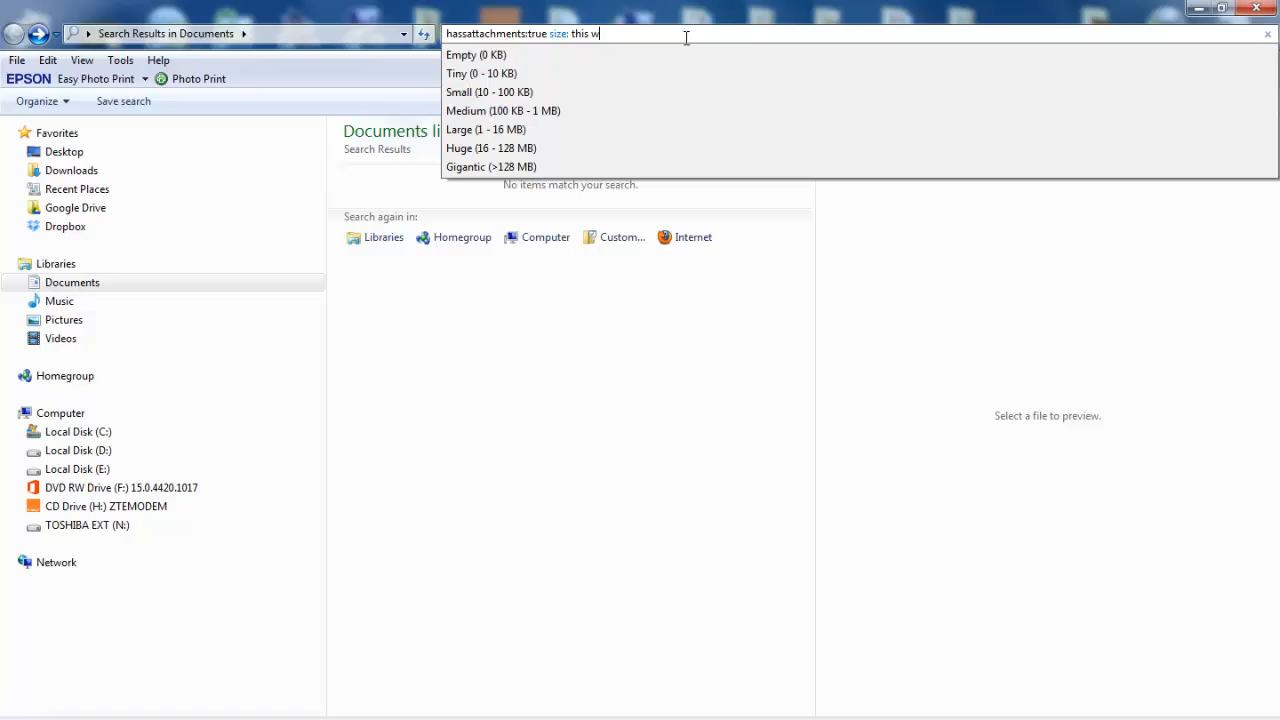 Search Results in Documents
hassattachments:true size: this w
File Edit View Tools Help
Empty (0 KB)
Tiny (0 - 10 KB)
Small (10 - 100 KB)
Medium (100 KB - 1 MB)
Large (1 - 16 MB)
Huge (16 - 128 MB)
Gigantic (>128 MB)
EPSON Easy Photo Print Photo Print
Organize Save search
Documents li
Search Results
No items match your search.
Search again in:
Libraries Homegroup Computer Custom... Internet
Favorites
Desktop
Downloads
Recent Places
Google Drive
Dropbox
Libraries
Documents
Music
Pictures
Videos
Homegroup
Computer
Local Disk (C:)
Local Disk (D:)
Local Disk (E:)
DVD RW Drive (F:) 15.0.4420.1017
CD Drive (H:) ZTEMODEM
TOSHIBA EXT (N:)
Network
Select a file to preview.